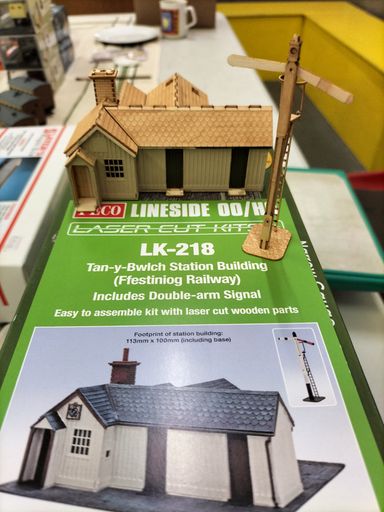 PECO LINESIDE OO/H
LASER CUT KITS
LK-218
Tan-y-Bwlch Station Building
(Ffestiniog Railway)
Includes Double-arm Signal
Easy to assemble kit with laser cut wooden parts
Footprint of station building:
113mm x 100mm (including base)